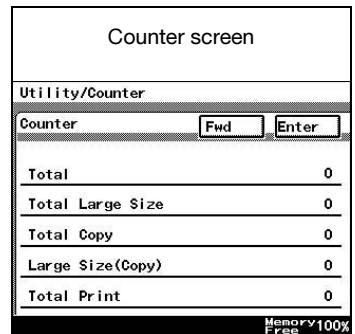 Counter screen
Utility/Counter
Counter Fwd Enter
Total 0
Total Large Size 0
Total Copy 0
Large Size(Copy) 0
Total Print 0
Memory Free 100%